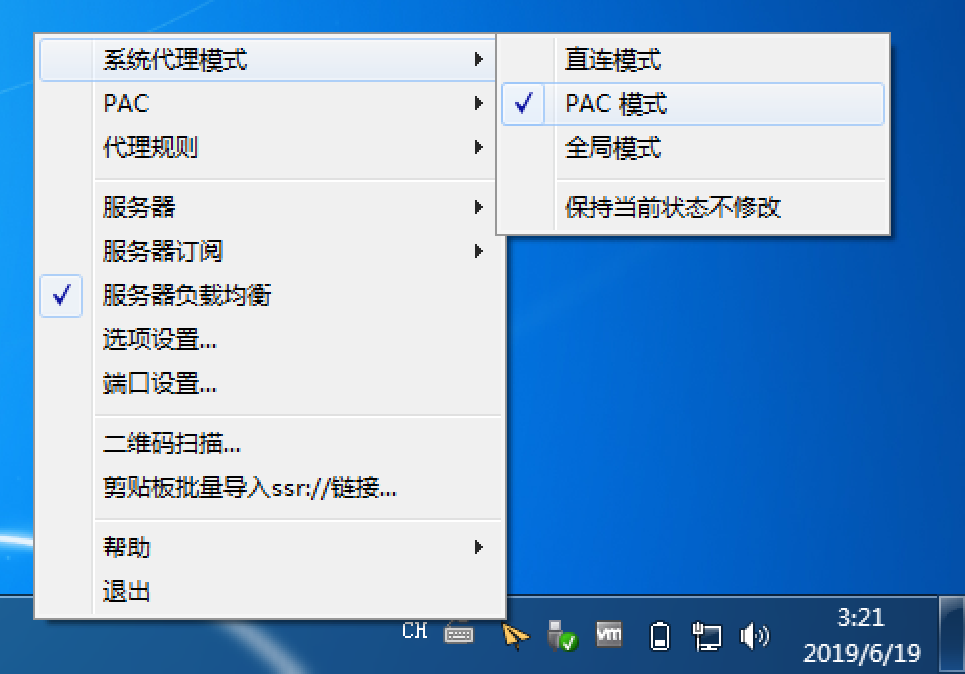 系统代理模式
PAC
代理规则
服务器
服务器订阅
服务器负载均衡
选项设置...
端口设置...
二维码扫描...
剪贴板批量导入ssr://链接...
帮助
退出
直连模式
PAC 模式
全局模式
保持当前状态不修改
CH
vm
3:21
2019/6/19